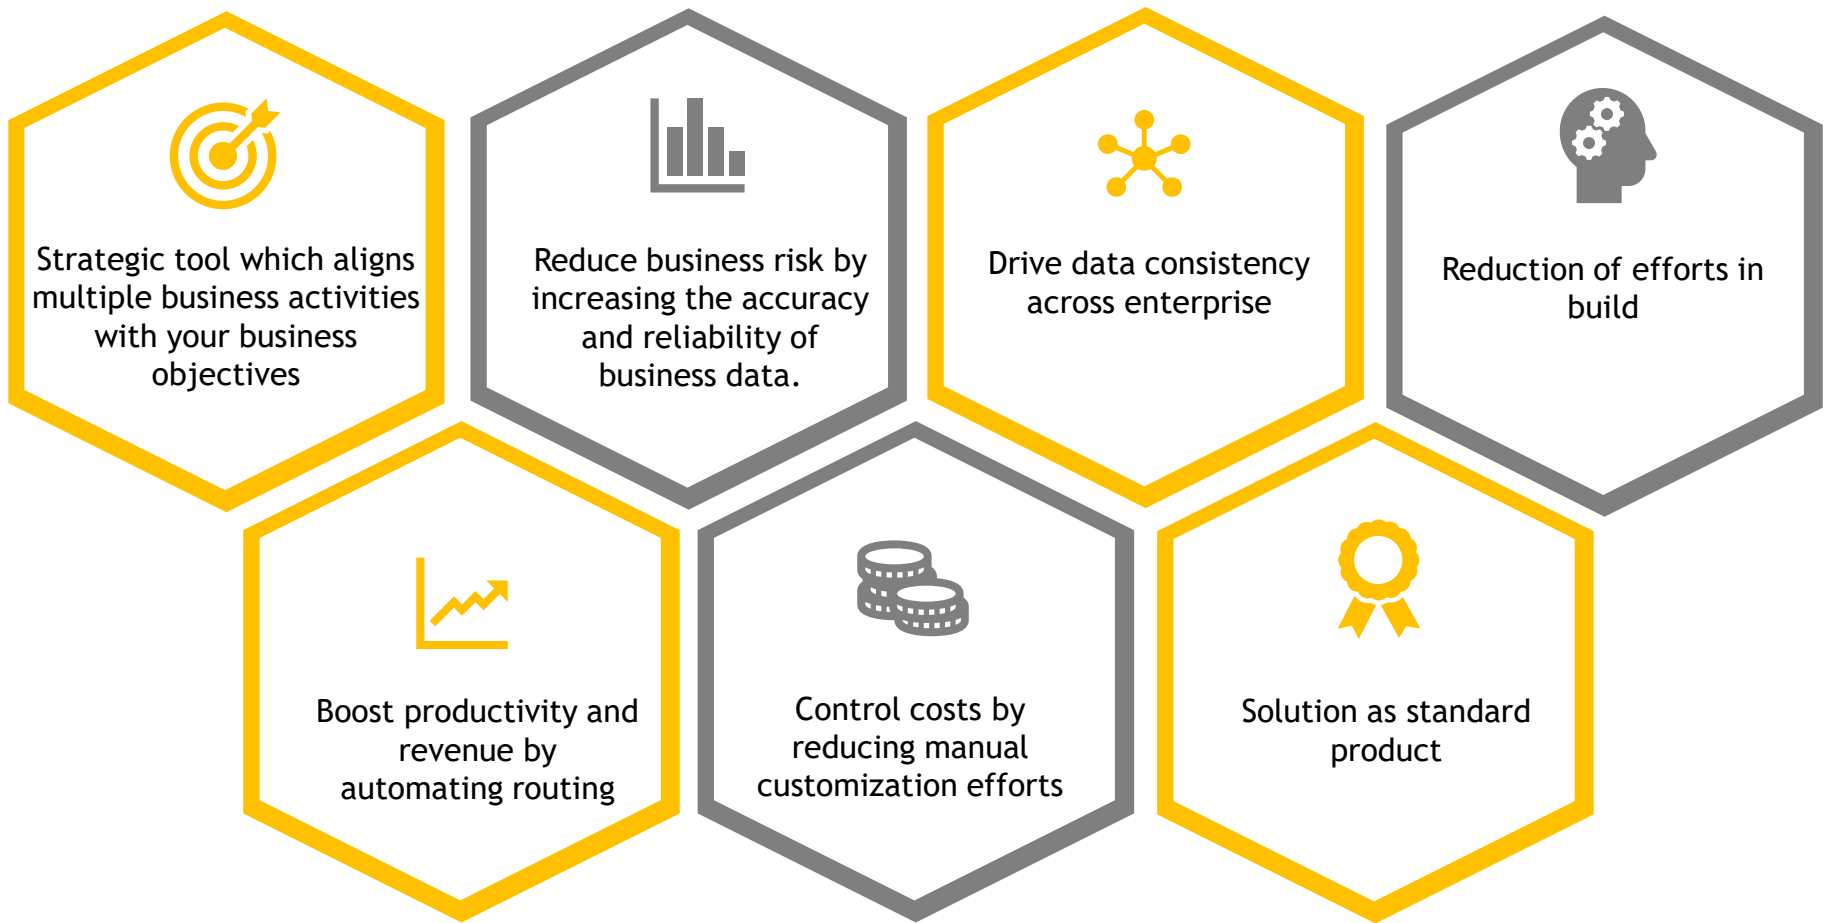 Strategic tool which aligns
multiple business activities
with your business
objectives
Reduce business risk by
increasing the accuracy
and reliability of
business data.
Drive data consistency
across enterprise
Reduction of efforts in
build
Boost productivity and
revenue by
automating routing
Control costs by
reducing manual
customization efforts
Solution as standard
product